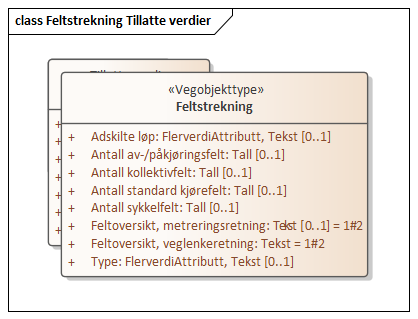 class Feltstrekning Tillatte verdier
«Vegobjekttype»
Feltstrekning
+ Adskilte løp: FlerverdiAttributt, Tekst [0..1]
+ Antall av-/påkjøringsfelt: Tall [0..1]
+ Antall kollektivfelt: Tall [0..1]
+ Antall standard kjørefelt: Tall [0..1]
+ Antall sykkelfelt: Tall [0..1]
+ Feltoversikt, metreringsretning: Tekst [0..1] = 1#2
+ Feltoversikt, veglenkeretning: Tekst = 1#2
+ Type: FlerverdiAttributt, Tekst [0..1]